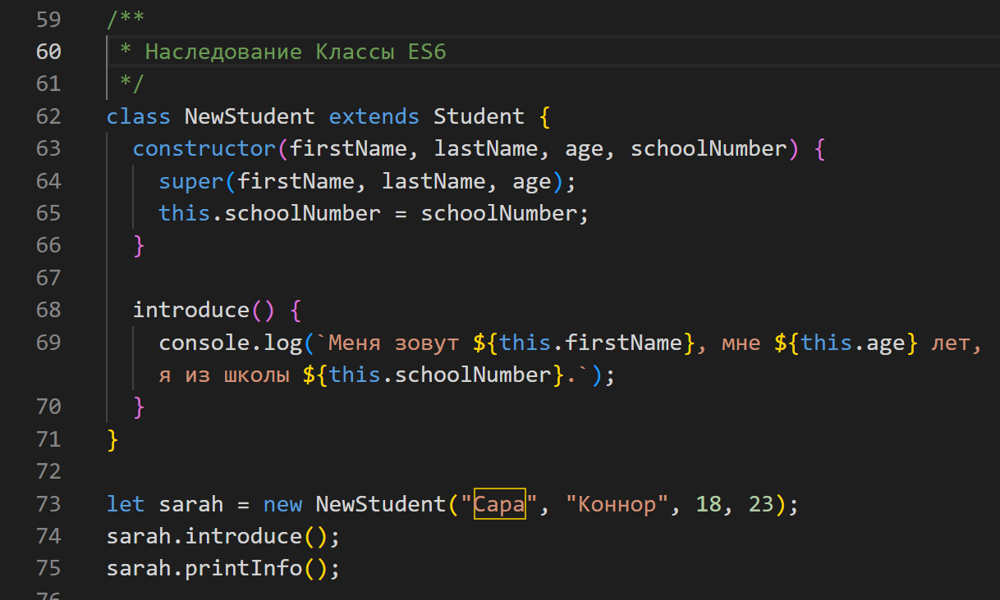 59 /**
60  * Наследование Классы ES6
61  */
62 class NewStudent extends Student {
63   constructor(firstName, lastName, age, schoolNumber) {
64     super(firstName, lastName, age);
65     this.schoolNumber = schoolNumber;
66   }
67
68   introduce() {
69     console.log(`Меня зовут ${this.firstName}, мне ${this.age} лет,
    я из школы ${this.schoolNumber}.`);
70   }
71 }
72
73 let sarah = new NewStudent("Сара", "Коннор", 18, 23);
74 sarah.introduce();
75 sarah.printInfo();
76